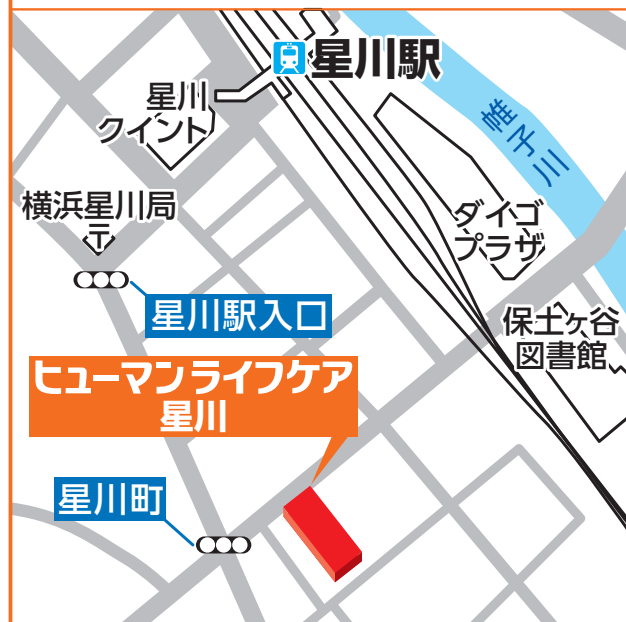 星川駅
星川
クイント
帷子川
横浜星川局
〒
ダイゴ
プラザ
星川駅入口
保土ヶ谷
図書館
ヒューマンライフケア
星川
星川町